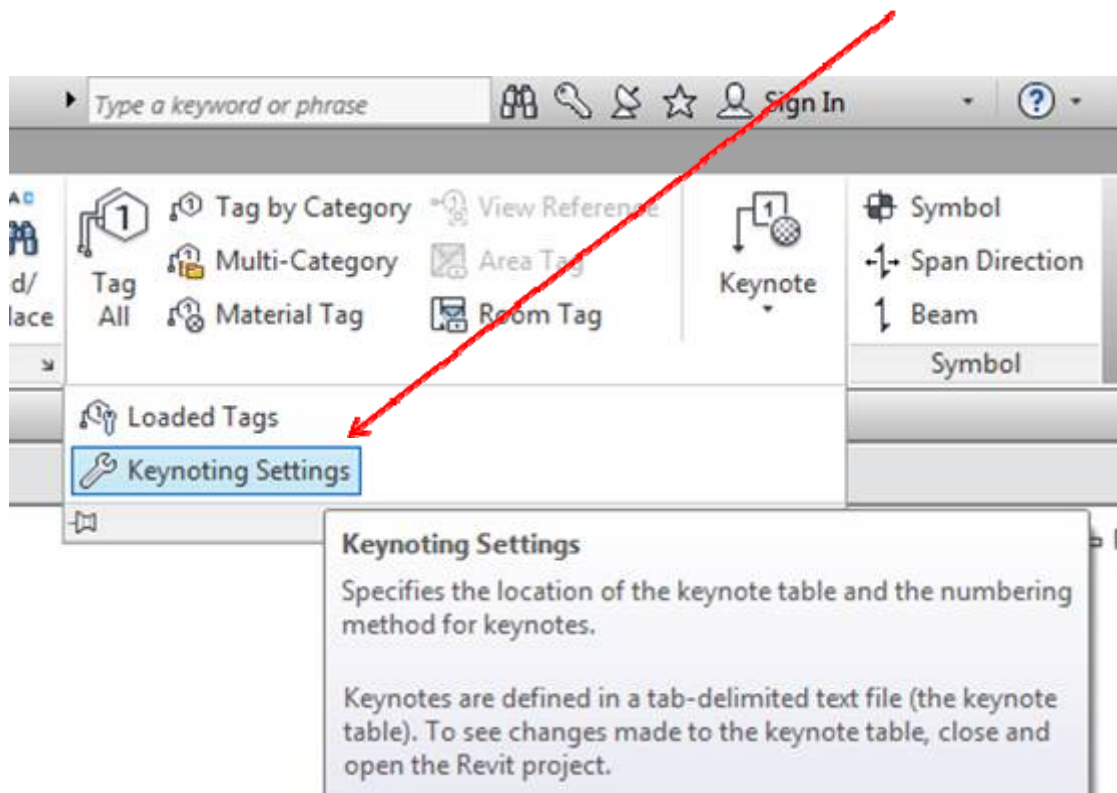 Type a keyword or phrase
Sign In
Tag by Category
View Reference
Symbol
Multi-Category
Area Tag
Span Direction
d/
Tag
Keynote
lace
All
Material Tag
Room Tag
Beam
Symbol
Loaded Tags
Keynoting Settings
Keynoting Settings
Specifies the location of the keynote table and the numbering
method for keynotes.
Keynotes are defined in a tab-delimited text file (the keynote
table). To see changes made to the keynote table, close and
open the Revit project.